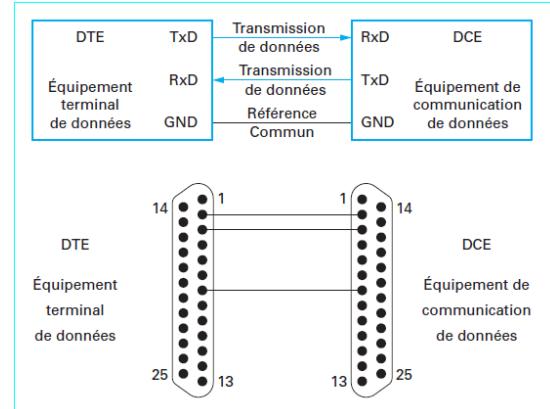 DTE
TxD
Transmission
de données
RxD
DCE
Équipement
terminal
de données
RxD
Transmission
de données
TxD
Équipement de
communication
de données
GND
Référence
Commun
GND
1
14
DTE
Équipement
terminal
de données
25
13
1
14
DCE
Équipement de
communication
de données
13
25